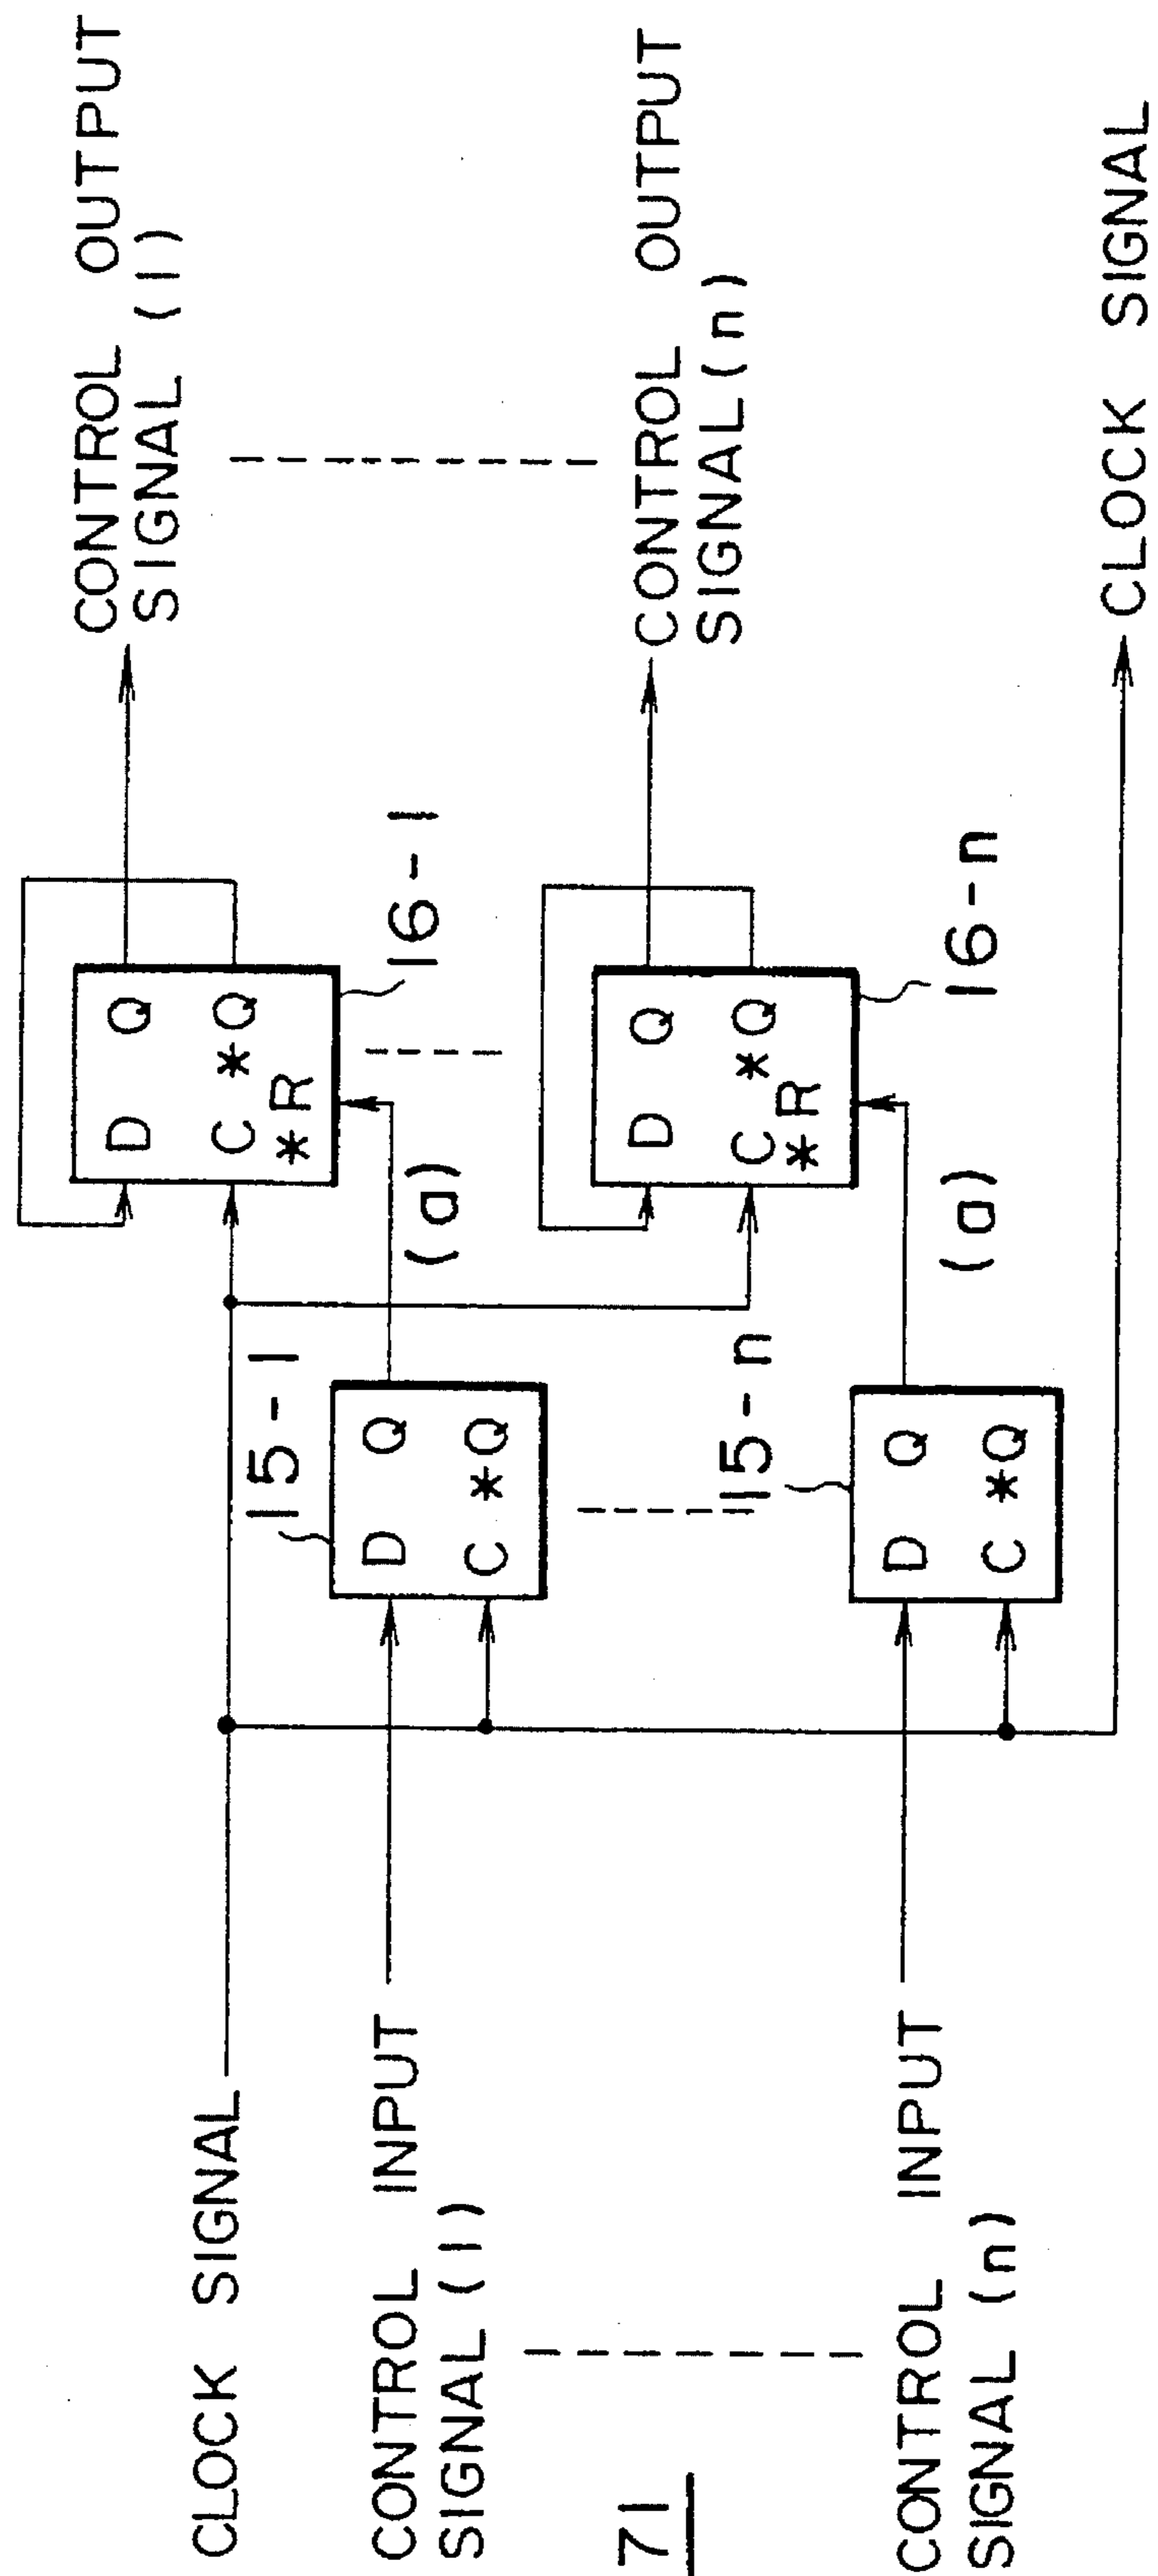 CLOCK SIGNAL
CONTROL INPUT
SIGNAL (1)
71
CONTROL INPUT
SIGNAL (n)
15-1
D Q
C *Q
15-n
D Q
C *Q
(a)
(a)
D Q
C *Q
*R
16-1
D Q
C *Q
*R
16-n
CONTROL OUTPUT
SIGNAL (1)
CONTROL OUTPUT
SIGNAL (n)
CLOCK SIGNAL